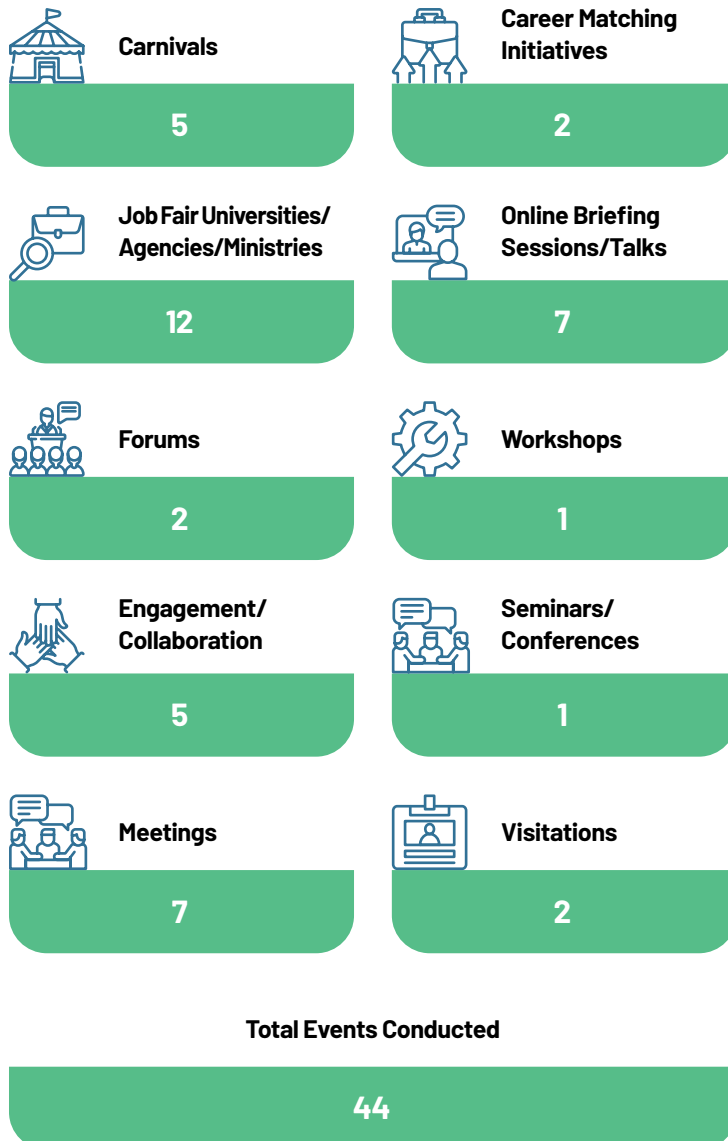 Carnivals
5
Career Matching
Initiatives
2
Job Fair Universities/
Agencies/Ministries
12
Online Briefing
Sessions/Talks
7
Forums
2
Workshops
1
Engagement/
Collaboration
5
Seminars/
Conferences
1
Meetings
7
Visitations
2
Total Events Conducted
44